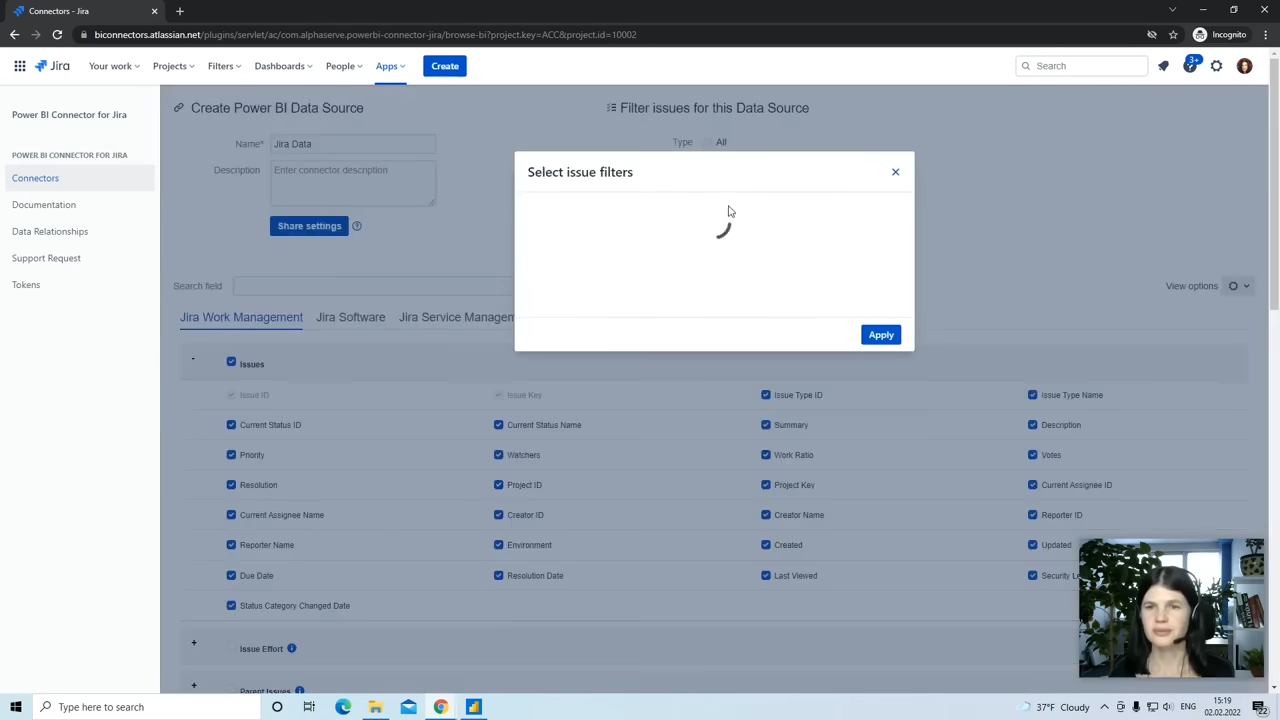 Connectors - Jira
biconnectors.atlassian.net/plugins/servlet/ac/com.alphaserve.powerbi-connector-jira/browse-bi?project.key=ACC&project.id=10002
Incognito
Jira
Your work
Projects
Filters
Dashboards
People
Apps
Create
Search
3+
Power BI Connector for Jira
POWER BI CONNECTOR FOR JIRA
Connectors
Documentation
Data Relationships
Support Request
Tokens
Create Power BI Data Source
Filter issues for this Data Source
Name* Jira Data
Type All
Description Enter connector description
Share settings
Select issue filters
Apply
Search field
View options
Jira Work Management Jira Software Jira Service Managem
Issues
Issue ID Issue Key Issue Type ID Issue Type Name
Current Status ID Current Status Name Summary Description
Priority Watchers Work Ratio Votes
Resolution Project ID Project Key Current Assignee ID
Current Assignee Name Creator ID Creator Name Reporter ID
Reporter Name Environment Created Updated
Due Date Resolution Date Last Viewed Security Le
Status Category Changed Date
Issue Effort
Parent Issues
Type here to search
37°F Cloudy
ENG
15:19
02.02.2022
22